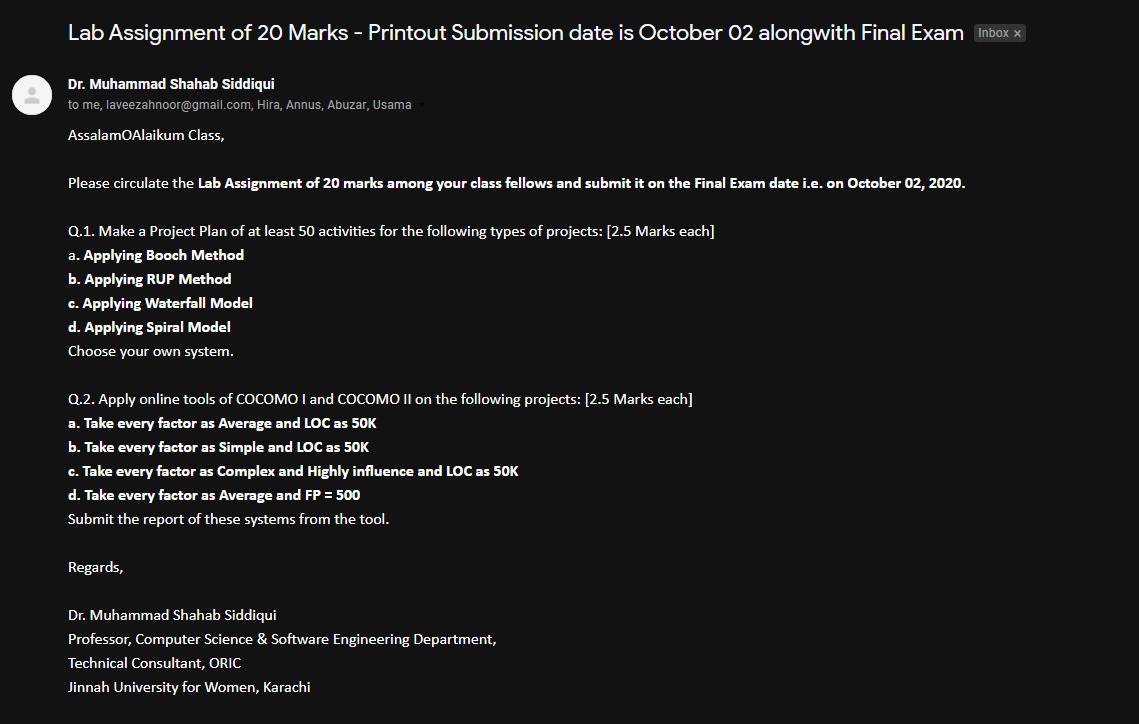 Lab Assignment of 20 Marks - Printout Submission date is October 02 alongwith Final Exam Inbox ×
Dr. Muhammad Shahab Siddiqui
to me, laveezahnoor@gmail.com, Hira, Annus, Abuzar, Usama
AssalamOAlaikum Class,
Please circulate the Lab Assignment of 20 marks among your class fellows and submit it on the Final Exam date i.e. on October 02, 2020.
Q.1. Make a Project Plan of at least 50 activities for the following types of projects: [2.5 Marks each]
a. Applying Booch Method
b. Applying RUP Method
c. Applying Waterfall Model
d. Applying Spiral Model
Choose your own system.
Q.2. Apply online tools of COCOMO I and COCOMO II on the following projects: [2.5 Marks each]
a. Take every factor as Average and LOC as 50K
b. Take every factor as Simple and LOC as 50K
c. Take every factor as Complex and Highly influence and LOC as 50K
d. Take every factor as Average and FP = 500
Submit the report of these systems from the tool.
Regards,
Dr. Muhammad Shahab Siddiqui
Professor, Computer Science & Software Engineering Department,
Technical Consultant, ORIC
Jinnah University for Women, Karachi